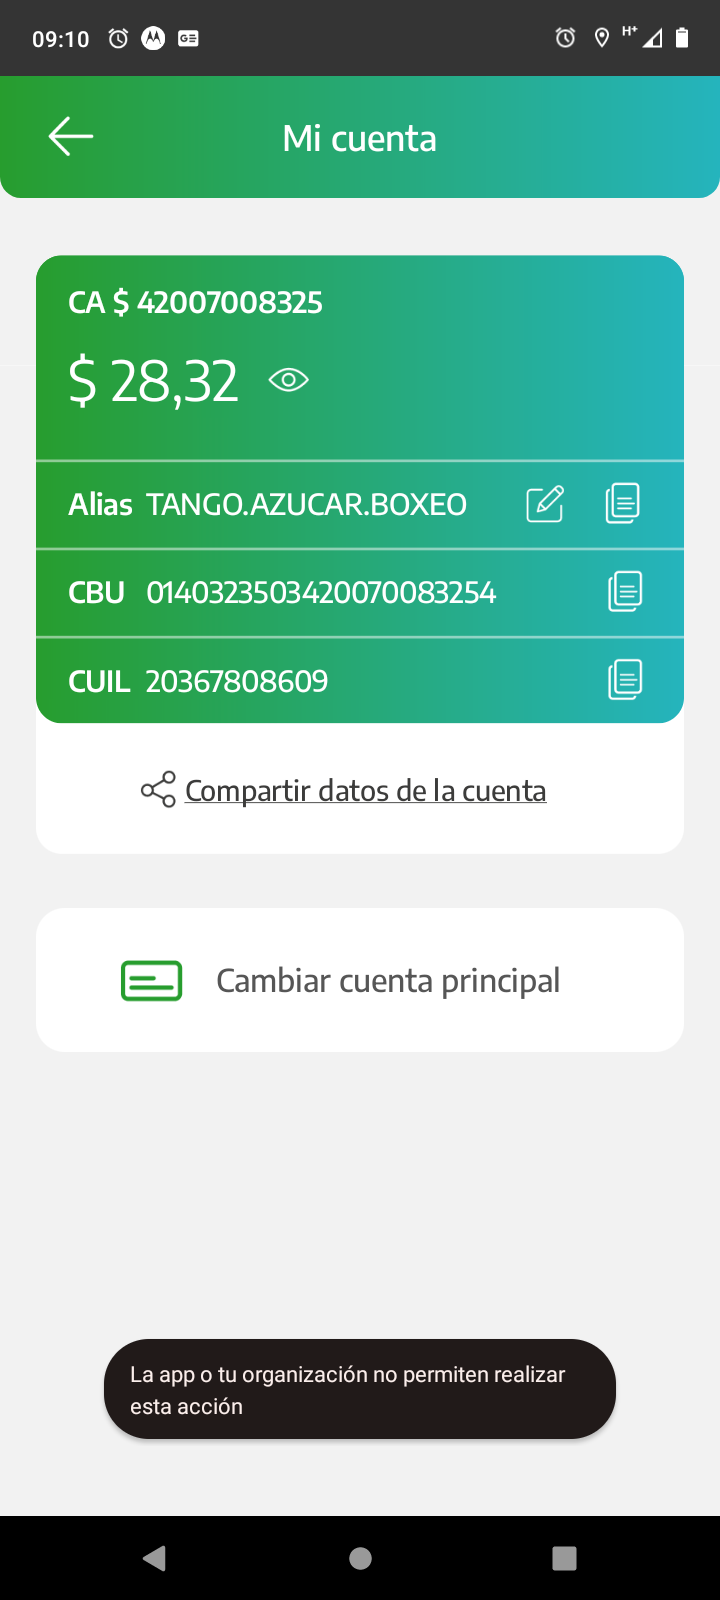 09:10
H+
Mi cuenta
CA $ 42007008325
$ 28,32
Alias TANGO.AZUCAR.BOXEO
CBU 0140323503420070083254
CUIL 20367808609
Compartir datos de la cuenta
Cambiar cuenta principal
La app o tu organización no permiten realizar
esta acción